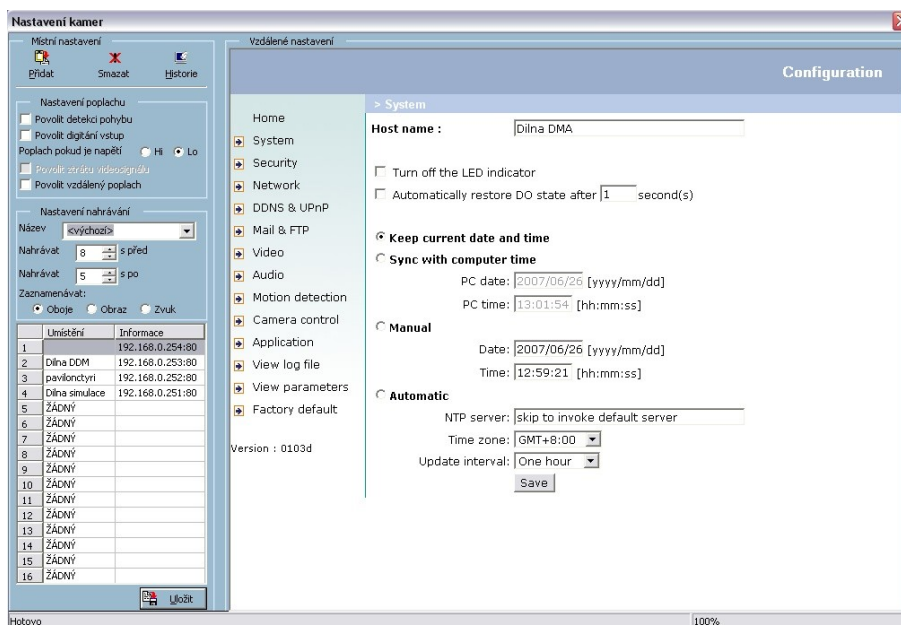 Nastavení kamer
Místní nastavení
Přidat Smazat Historie
Nastavení poplachu
Povolit detekci pohybu
Povolit digitání vstup
Poplach pokud je napětí Hi Lo
Povolit strátu videosignálu
Povolit vzdálený poplach
Nastavení nahrávání
Název <výchozí>
Nahrávat 8 s před
Nahrávat 5 s po
Zaznamenávat:
Oboje Obraz Zvuk
Umístění Informace
1 192.168.0.254:80
2 Dilna DDM 192.168.0.253:80
3 pavilonctyri 192.168.0.252:80
4 Dilna simulace 192.168.0.251:80
5 ŽÁDNÝ
6 ŽÁDNÝ
7 ŽÁDNÝ
8 ŽÁDNÝ
9 ŽÁDNÝ
10 ŽÁDNÝ
11 ŽÁDNÝ
12 ŽÁDNÝ
13 ŽÁDNÝ
14 ŽÁDNÝ
15 ŽÁDNÝ
16 ŽÁDNÝ
Uložit
Vzdálené nastavení
Configuration
Home
System
Security
Network
DDNS & UPnP
Mail & FTP
Video
Audio
Motion detection
Camera control
Application
View log file
View parameters
Factory default
Version : 0103d
> System
Host name : Dilna DMA
Turn off the LED indicator
Automatically restore DO state after 1 second(s)
Keep current date and time
Sync with computer time
PC date: 2007/06/26 [yyyy/mm/dd]
PC time: 13:01:54 [hh:mm:ss]
Manual
Date: 2007/06/26 [yyyy/mm/dd]
Time: 12:59:21 [hh:mm:ss]
Automatic
NTP server: skip to invoke default server
Time zone: GMT+8:00
Update interval: One hour
Save
Hotovo 100%